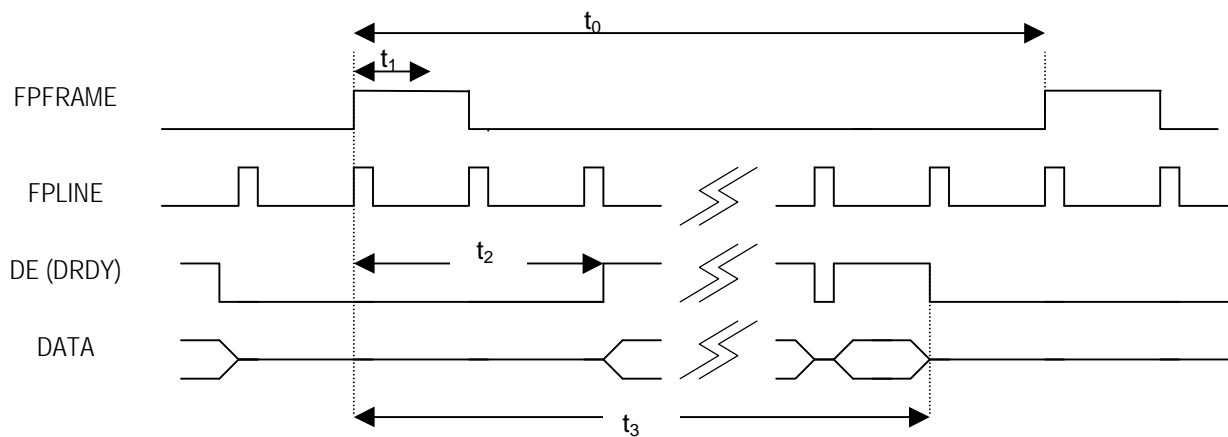 t0
t1
FPFRAME
FPLINE
t2
DE (DRDY)
DATA
t3